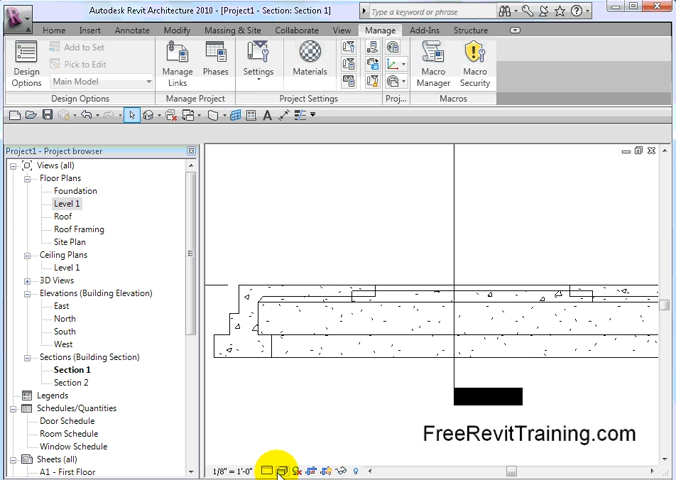 Autodesk Revit Architecture 2010 - [Project1 - Section: Section 1]
Type a keyword or phrase
Home Insert Annotate Modify Massing & Site Collaborate View Manage Add-Ins Structure
Add to Set
Pick to Edit
Main Model
Design Options
Manage Links
Phases
Settings
Materials
Macro Manager
Macro Security
Design Options Manage Project Project Settings Proj... Macros
Project1 - Project browser
Views (all)
Floor Plans
Foundation
Level 1
Roof
Roof Framing
Site Plan
Ceiling Plans
Level 1
3D Views
Elevations (Building Elevation)
East
North
South
West
Sections (Building Section)
Section 1
Section 2
Legends
Schedules/Quantities
Door Schedule
Room Schedule
Window Schedule
Sheets (all)
A1 - First Floor
FreeRevitTraining.com
1/8" = 1'-0"